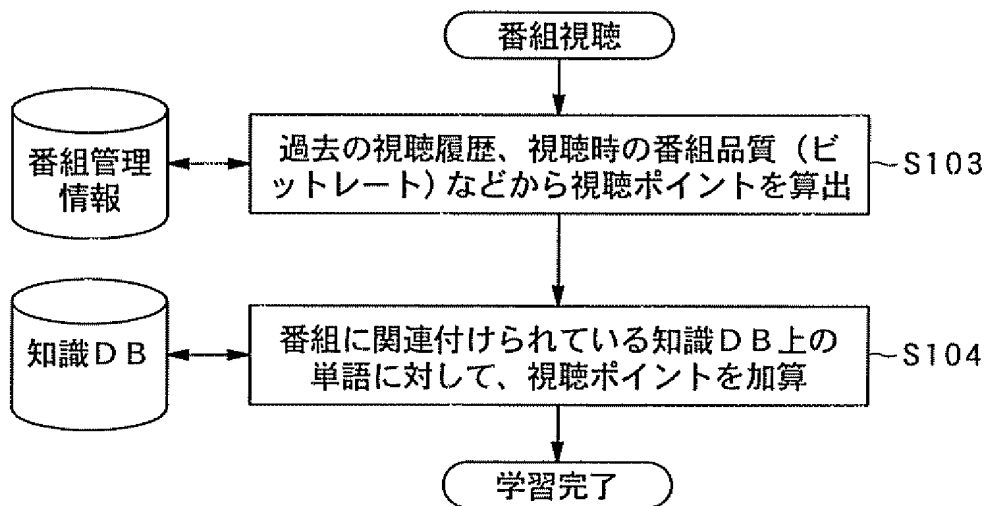 番組視聴
番組管理
情報
過去の視聴履歴、視聴時の番組品質（ビ
ットレート）などから視聴ポイントを算出
S103
知識ＤＢ
番組に関連付けられている知識ＤＢ上の
単語に対して、視聴ポイントを加算
S104
学習完了